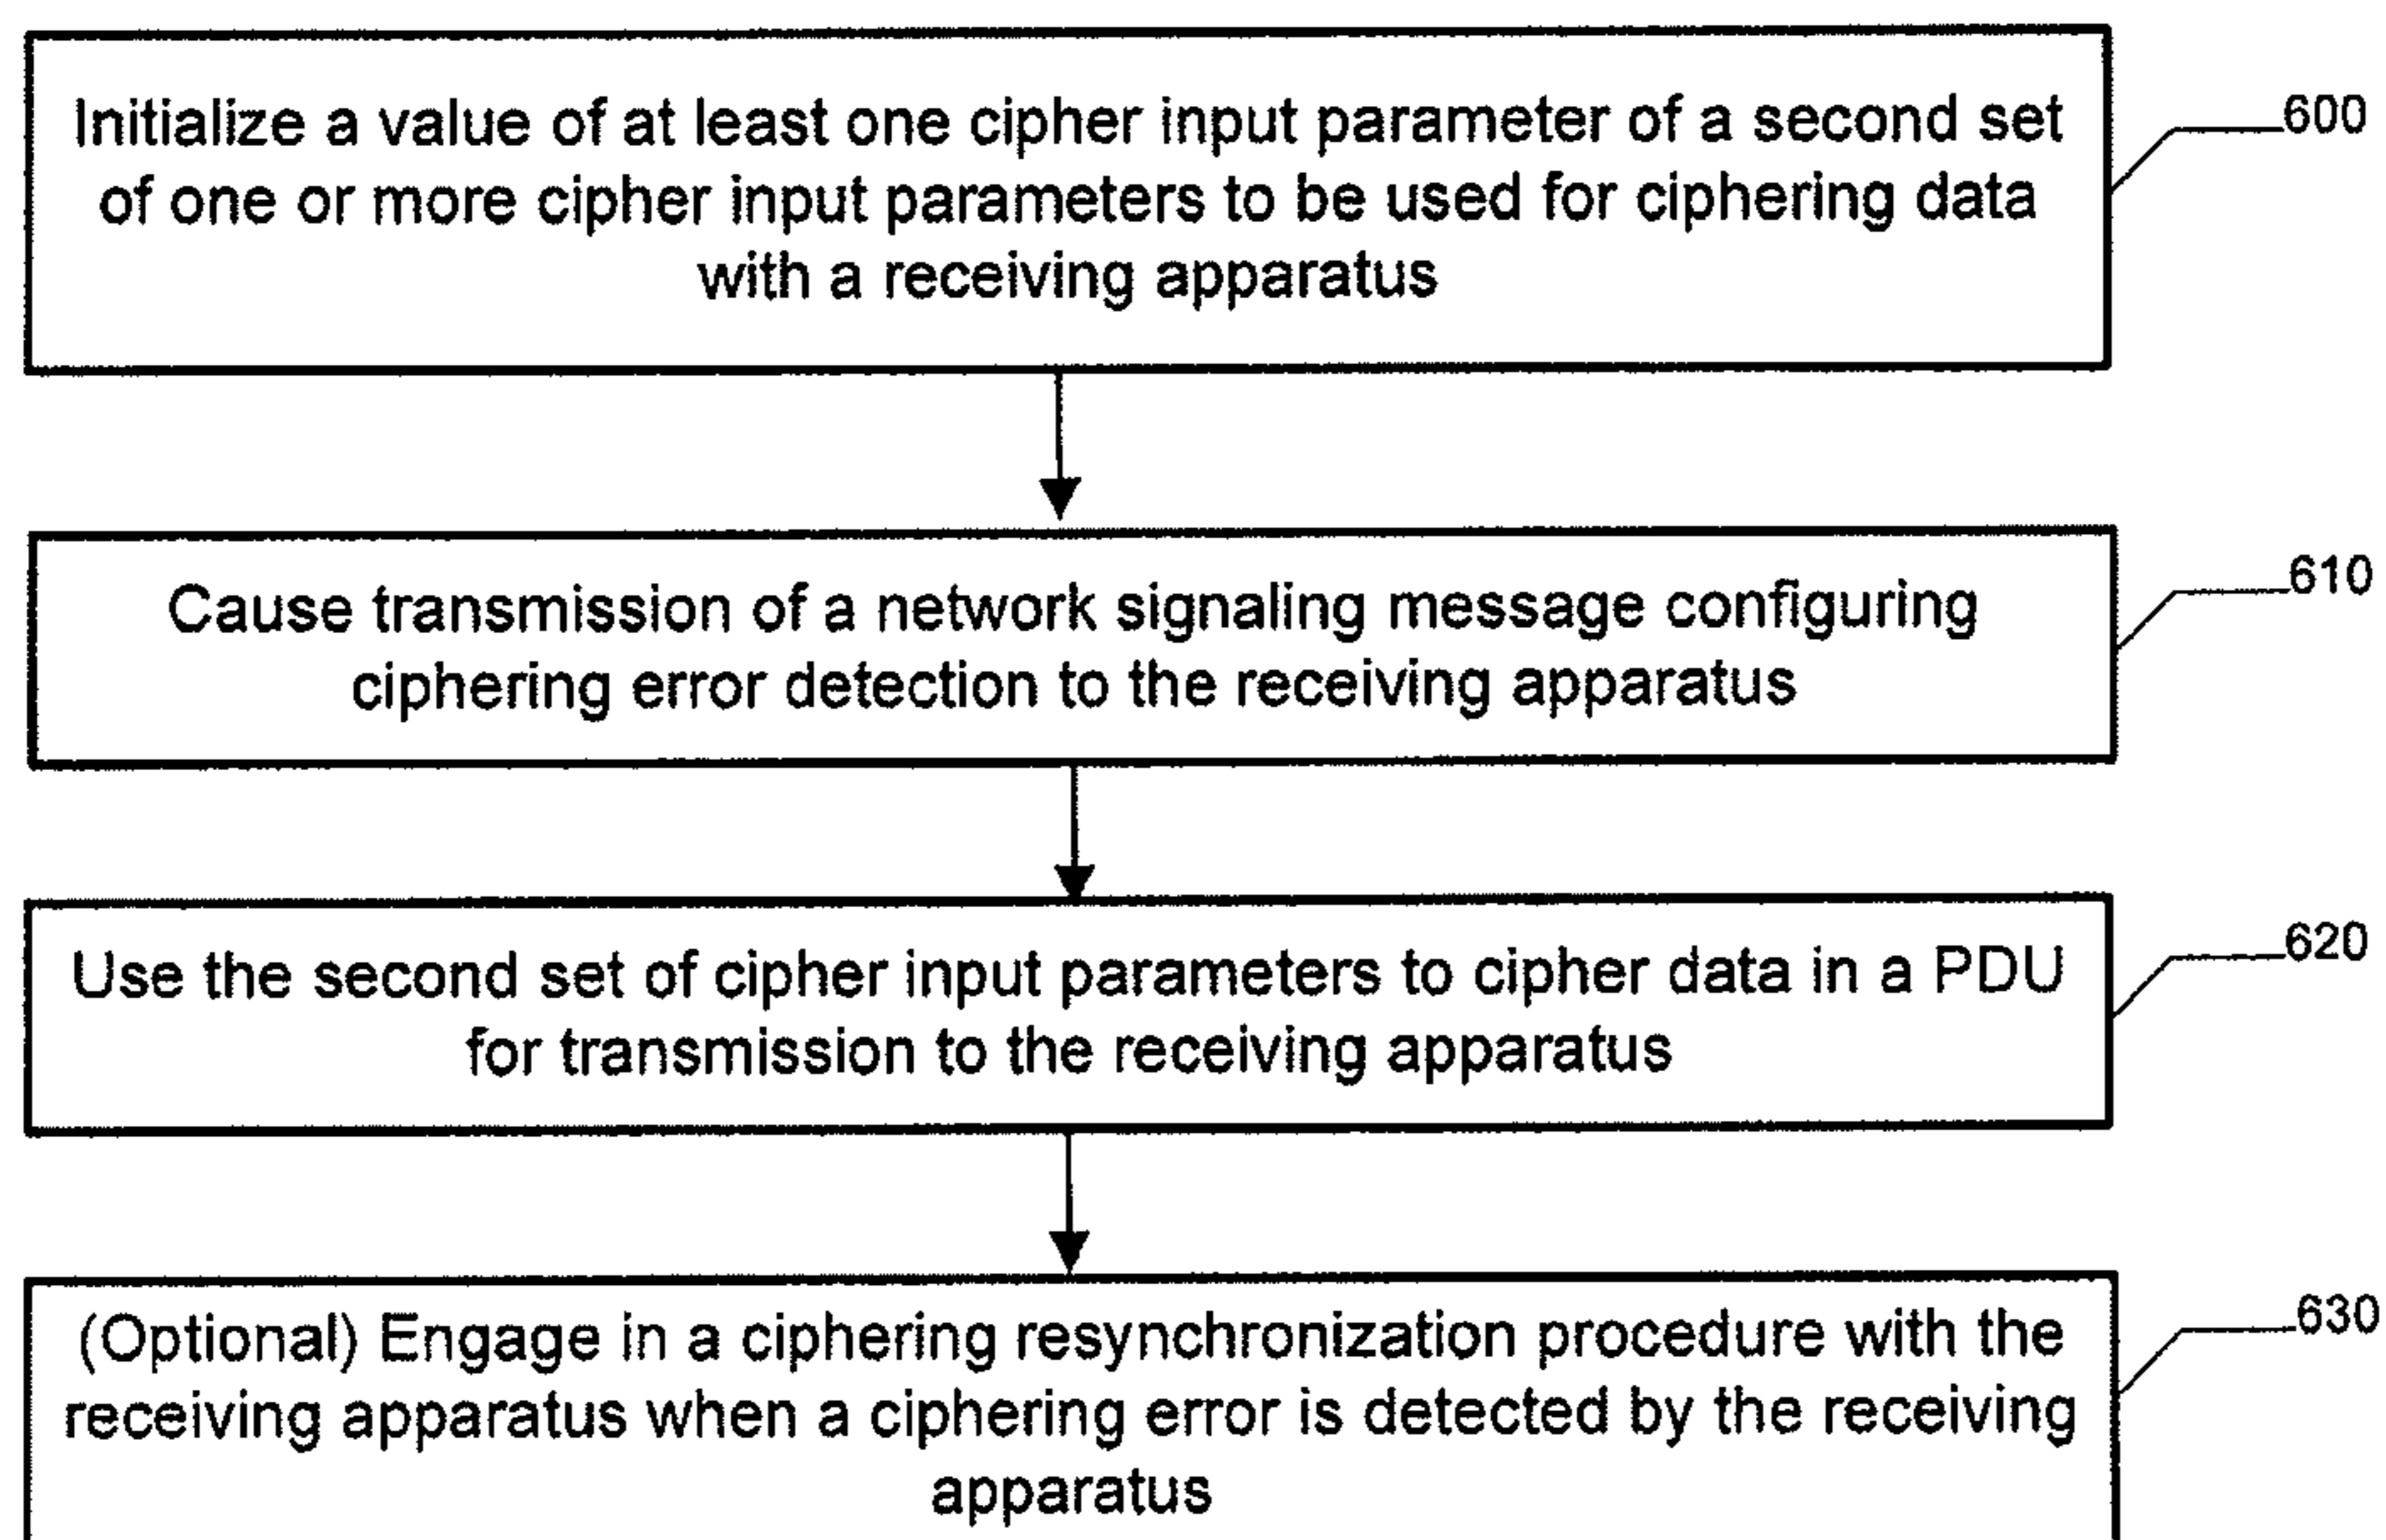 Initialize a value of at least one cipher input parameter of a second set
of one or more cipher input parameters to be used for ciphering data
with a receiving apparatus
600
Cause transmission of a network signaling message configuring
ciphering error detection to the receiving apparatus
610
Use the second set of cipher input parameters to cipher data in a PDU
for transmission to the receiving apparatus
620
(Optional) Engage in a ciphering resynchronization procedure with the
receiving apparatus when a ciphering error is detected by the receiving
apparatus
630